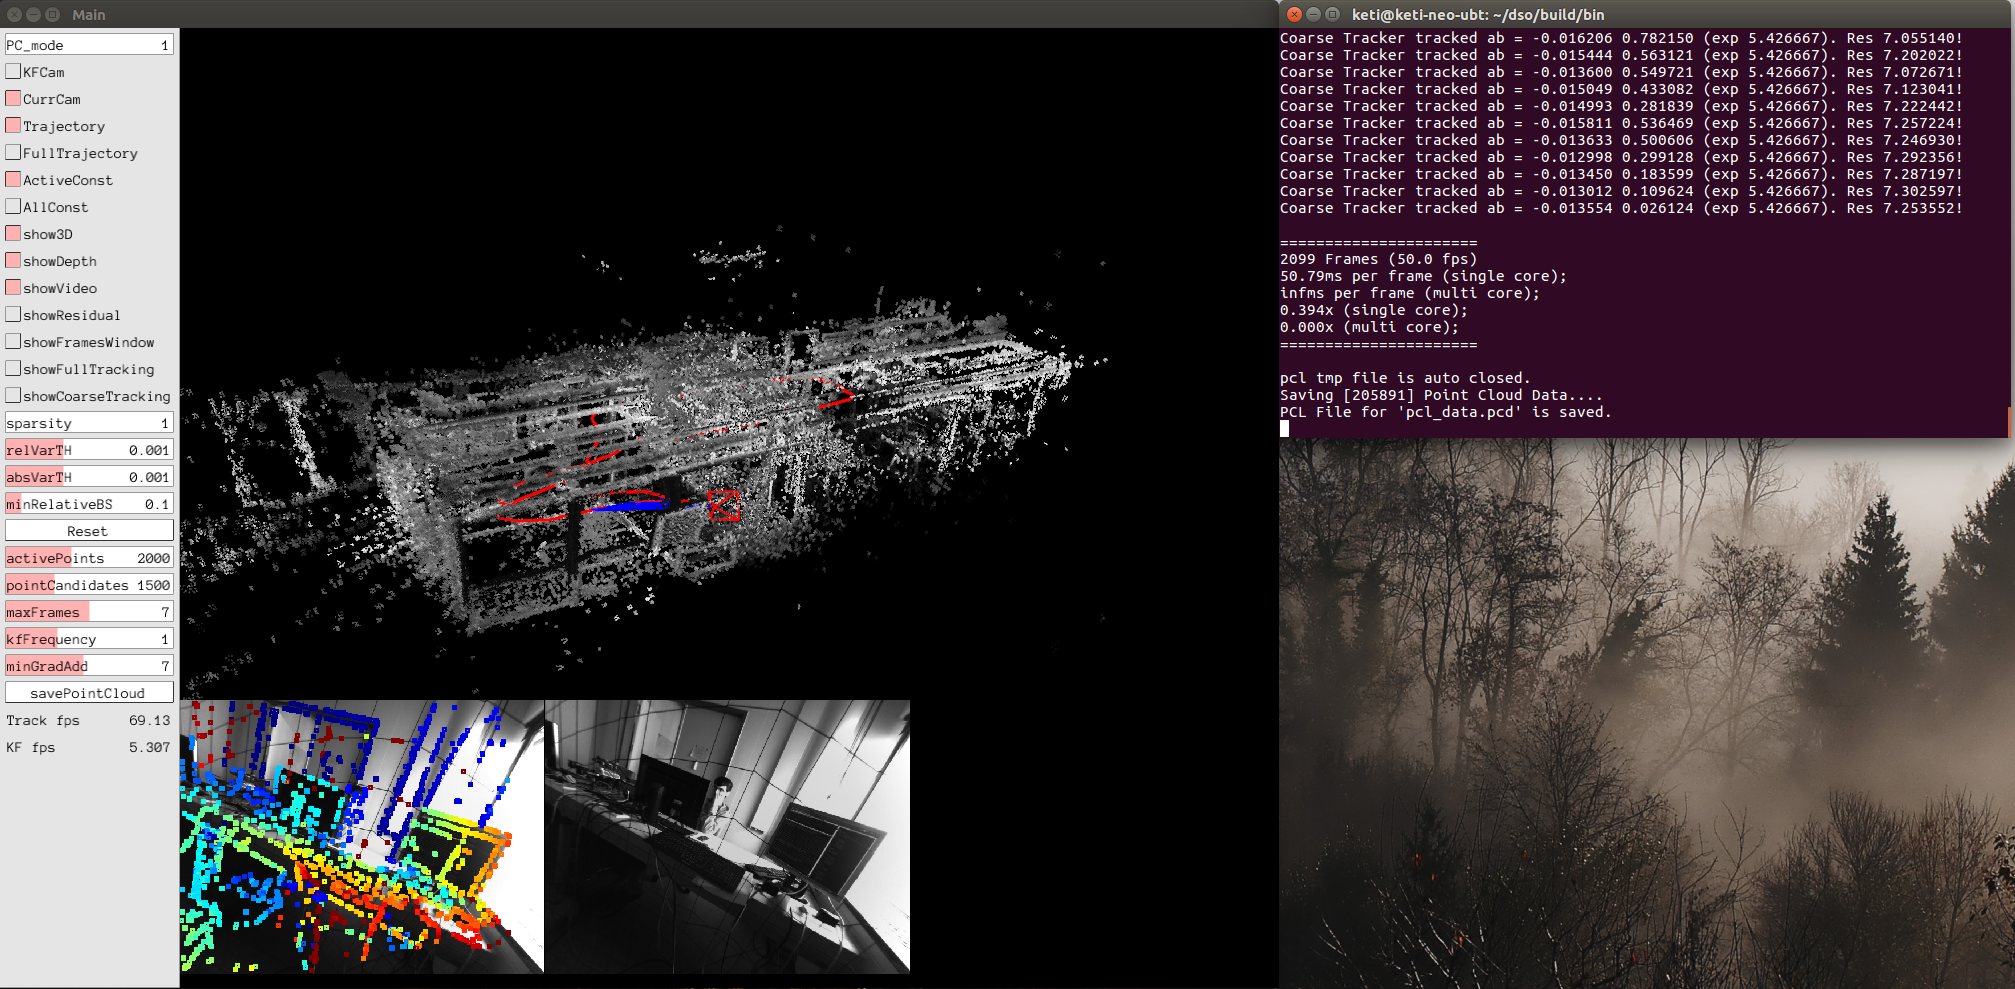 Main
PC_mode 1
KFCam
CurrCam
Trajectory
FullTrajectory
ActiveConst
AllConst
show3D
showDepth
showVideo
showResidual
showFramesWindow
showFullTracking
showCoarseTracking
sparsity 1
relVarTH 0.001
absVarTH 0.001
minRelativeBS 0.1
Reset
activePoints 2000
pointCandidates 1500
maxFrames 7
kfFrequency 1
minGradAdd 7
savePointCloud
Track fps 69.13
KF fps 5.307
keti@keti-neo-ubt: ~/dso/build/bin
Coarse Tracker tracked ab = -0.016206 0.782150 (exp 5.426667). Res 7.055140!
Coarse Tracker tracked ab = -0.015444 0.563121 (exp 5.426667). Res 7.202022!
Coarse Tracker tracked ab = -0.013600 0.549721 (exp 5.426667). Res 7.072671!
Coarse Tracker tracked ab = -0.015049 0.433082 (exp 5.426667). Res 7.123041!
Coarse Tracker tracked ab = -0.014993 0.281839 (exp 5.426667). Res 7.222442!
Coarse Tracker tracked ab = -0.015811 0.536469 (exp 5.426667). Res 7.257224!
Coarse Tracker tracked ab = -0.013633 0.500606 (exp 5.426667). Res 7.246930!
Coarse Tracker tracked ab = -0.012998 0.299128 (exp 5.426667). Res 7.292356!
Coarse Tracker tracked ab = -0.013450 0.183599 (exp 5.426667). Res 7.287197!
Coarse Tracker tracked ab = -0.013012 0.109624 (exp 5.426667). Res 7.302597!
Coarse Tracker tracked ab = -0.013554 0.026124 (exp 5.426667). Res 7.253552!
======================
2099 Frames (50.0 fps)
50.79ms per frame (single core);
infms per frame (multi core);
0.394x (single core);
0.000x (multi core);
======================
pcl tmp file is auto closed.
Saving [205891] Point Cloud Data....
PCL File for 'pcl_data.pcd' is saved.